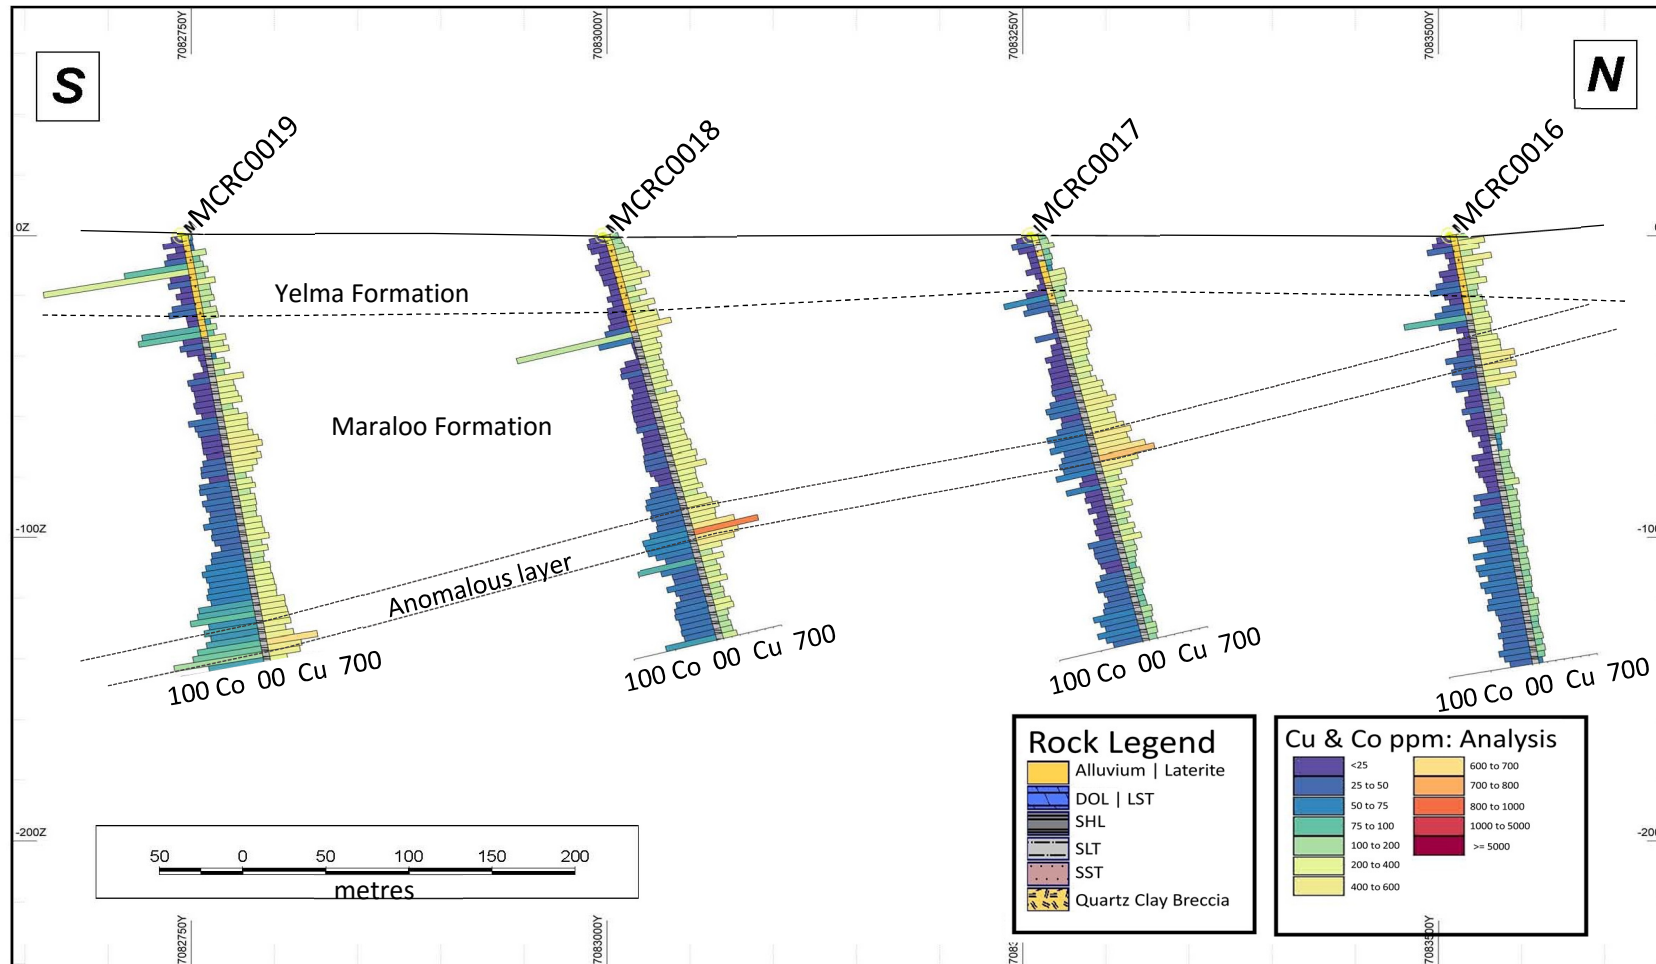 7082750Y
7083000Y
7083250Y
7083500Y
S
N
MCRC0019
MCRC0018
MCRC0017
MCRC0016
0Z
Yelma Formation
Maraloo Formation
-100Z
-100
Anomalous layer
100 Co 00 Cu 700
100 Co 00 Cu 700
100 Co 00 Cu 700
100 Co 00 Cu 700
Rock Legend
Alluvium | Laterite
DOL | LST
SHL
SLT
SST
Quartz Clay Breccia
Cu & Co ppm: Analysis
<25
25 to 50
50 to 75
75 to 100
100 to 200
200 to 400
400 to 600
600 to 700
700 to 800
800 to 1000
1000 to 5000
>= 5000
-200Z
-200
50 0 50 100 150 200
metres
7082750Y
7083000Y
7083500Y